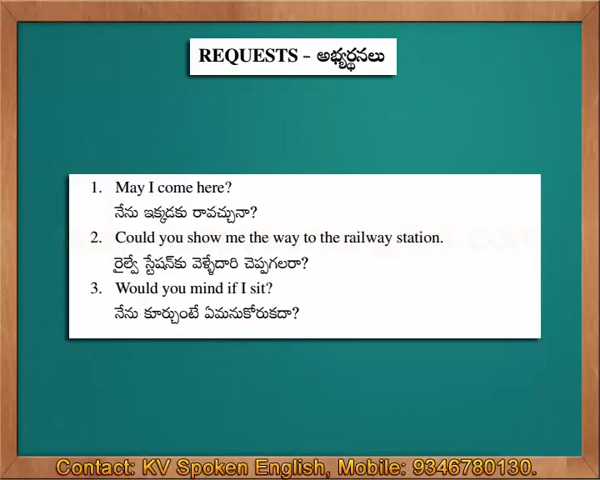 REQUESTS - అభ్యర్థనలు
1. May I come here?
నేను ఇక్కడకు రావచ్చునా?
2. Could you show me the way to the railway station.
రైల్వే స్టేషన్‌కు వెళ్ళేదారి చెప్పగలరా?
3. Would you mind if I sit?
నేను కూర్చుంటే ఏమనుకోరుకదా?
Contact: KV Spoken English, Mobile: 9346780130.